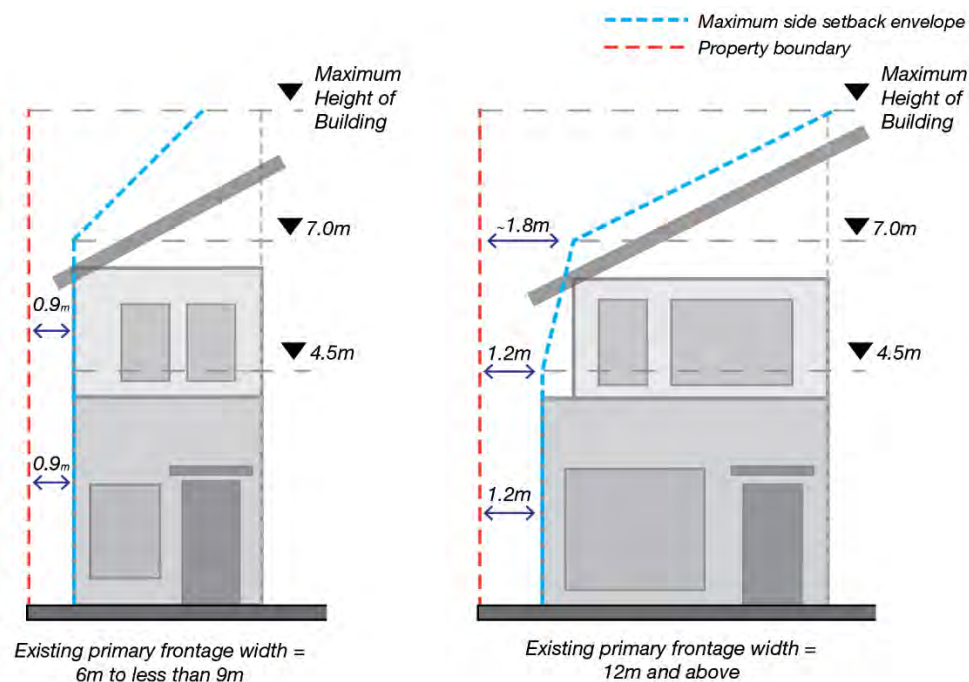 Maximum side setback envelope
Property boundary
Maximum
Height of
Building
7.0m
0.9m
4.5m
0.9m
Existing primary frontage width =
6m to less than 9m
Maximum
Height of
Building
~1.8m
7.0m
1.2m
4.5m
1.2m
Existing primary frontage width =
12m and above